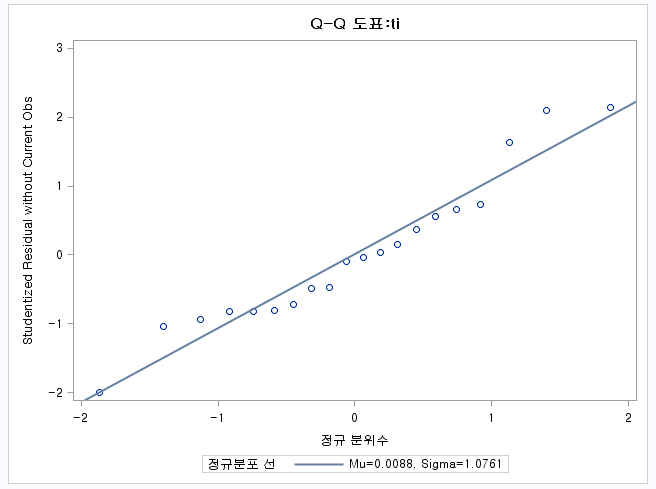 Q-Q 도표:ti
3
2
1
0
-1
-2
Studentized Residual without Current Obs
-2 -1 0 1 2
정규 분위수
정규분포 선 Mu=0.0088, Sigma=1.0761